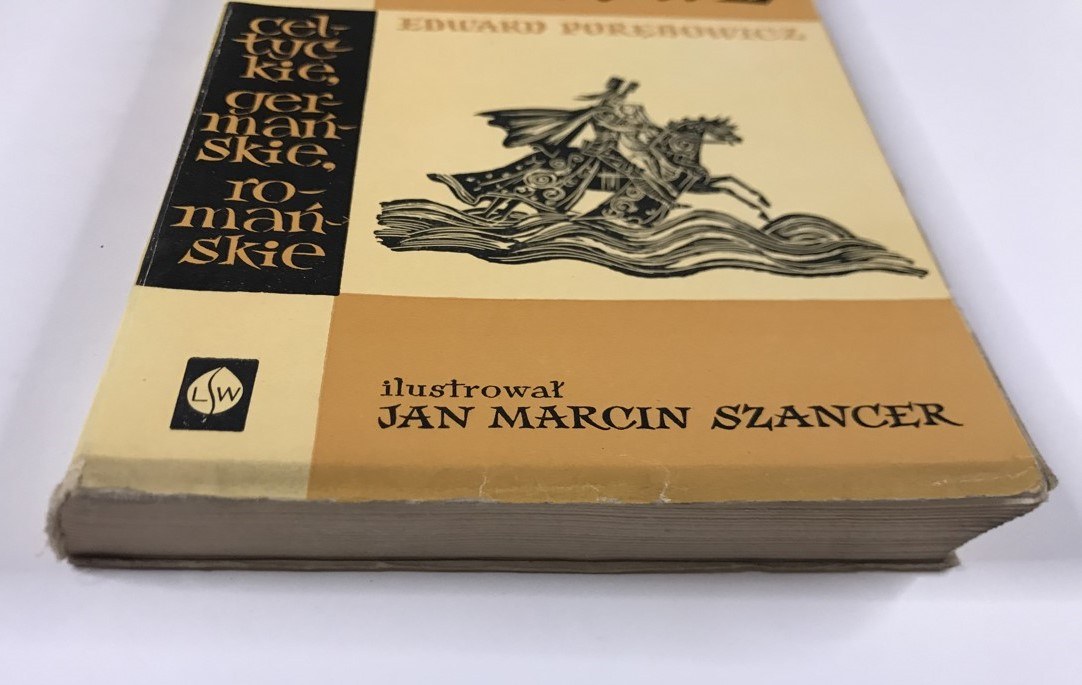 EDWARD PORĘBOWICZ
cel-
tyc-
kie,
ger-
mań-
skie,
ro-
mań-
skie
LSW
ilustrował
JAN MARCIN SZANCER